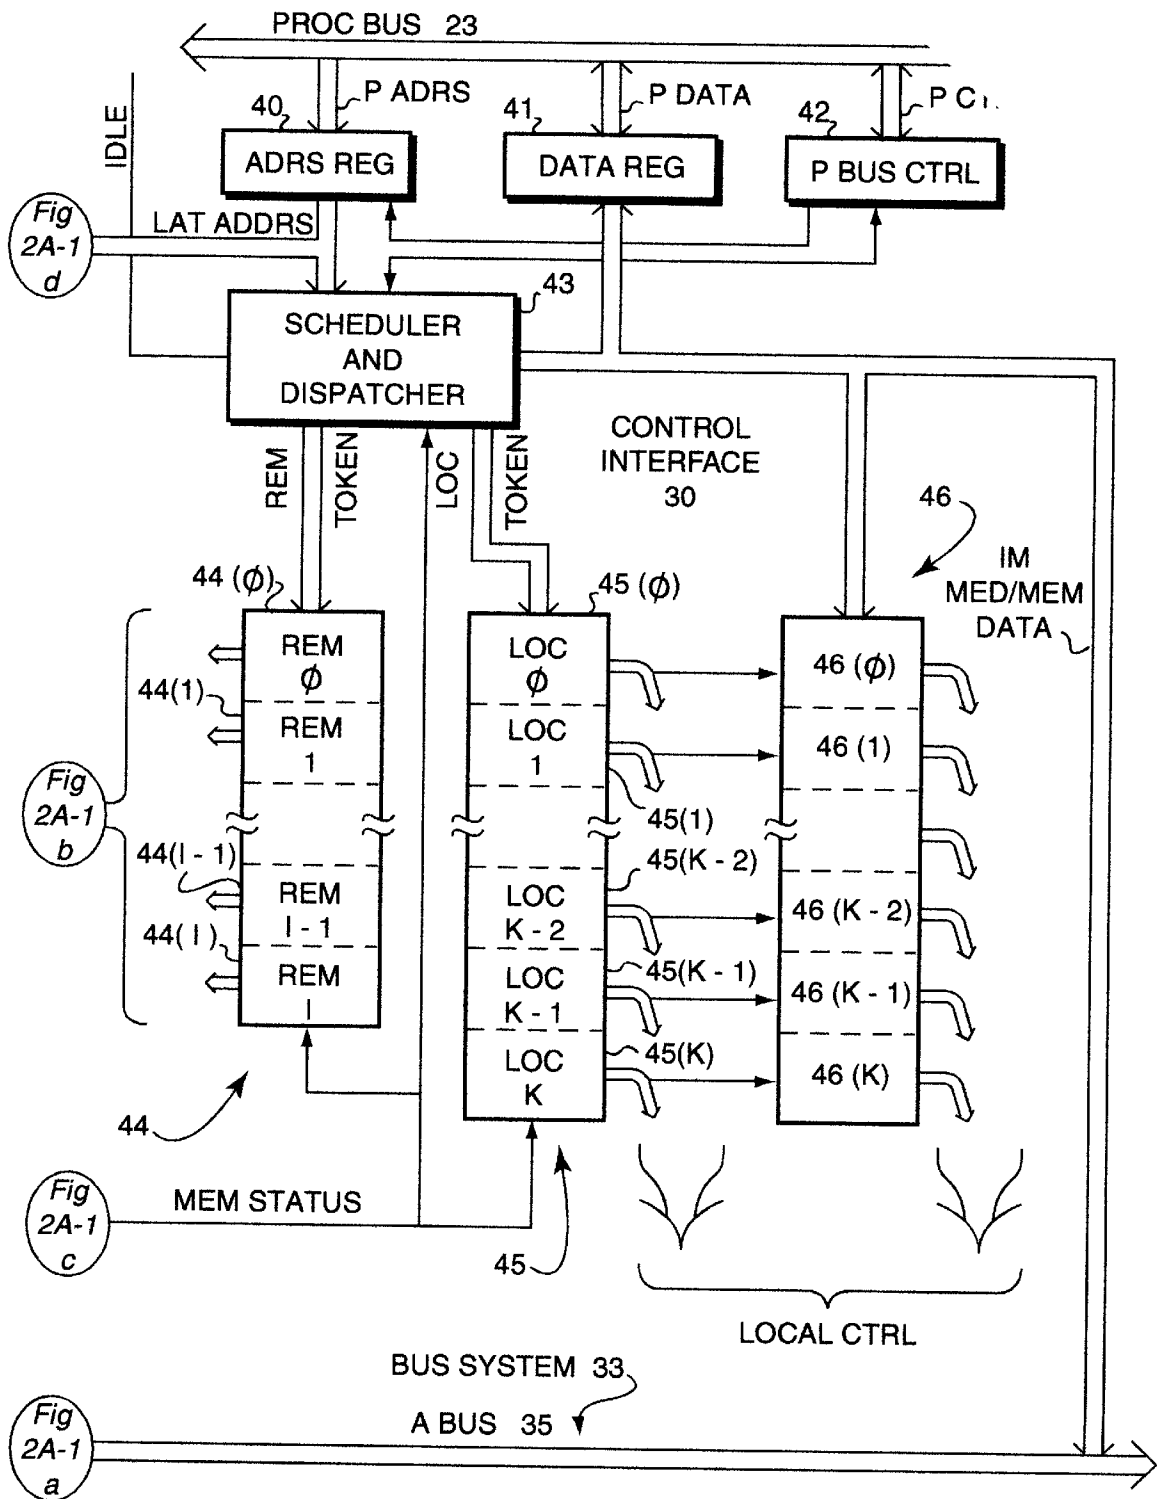 PROC BUS 23
IDLE
P ADRS
P DATA
40
41
42
ADRS REG
DATA REG
P BUS CTRL
Fig
2A-1
d
LAT ADDRS
43
SCHEDULER
AND
DISPATCHER
REM
TOKEN
LOC
TOKEN
CONTROL
INTERFACE
30
46
IM
MED/MEM
DATA
44 (ϕ)
45 (ϕ)
REM
ϕ
LOC
ϕ
46 (ϕ)
44(1)
REM
1
LOC
1
46 (1)
Fig
2A-1
b
45(1)
44(I - 1)
45(K - 2)
REM
I - 1
LOC
K - 2
46 (K - 2)
44( I )
45(K - 1)
REM
I
LOC
K - 1
46 (K - 1)
45(K)
LOC
K
46 (K)
44
Fig
2A-1
c
MEM STATUS
45
LOCAL CTRL
BUS SYSTEM 33
A BUS 35
Fig
2A-1
a